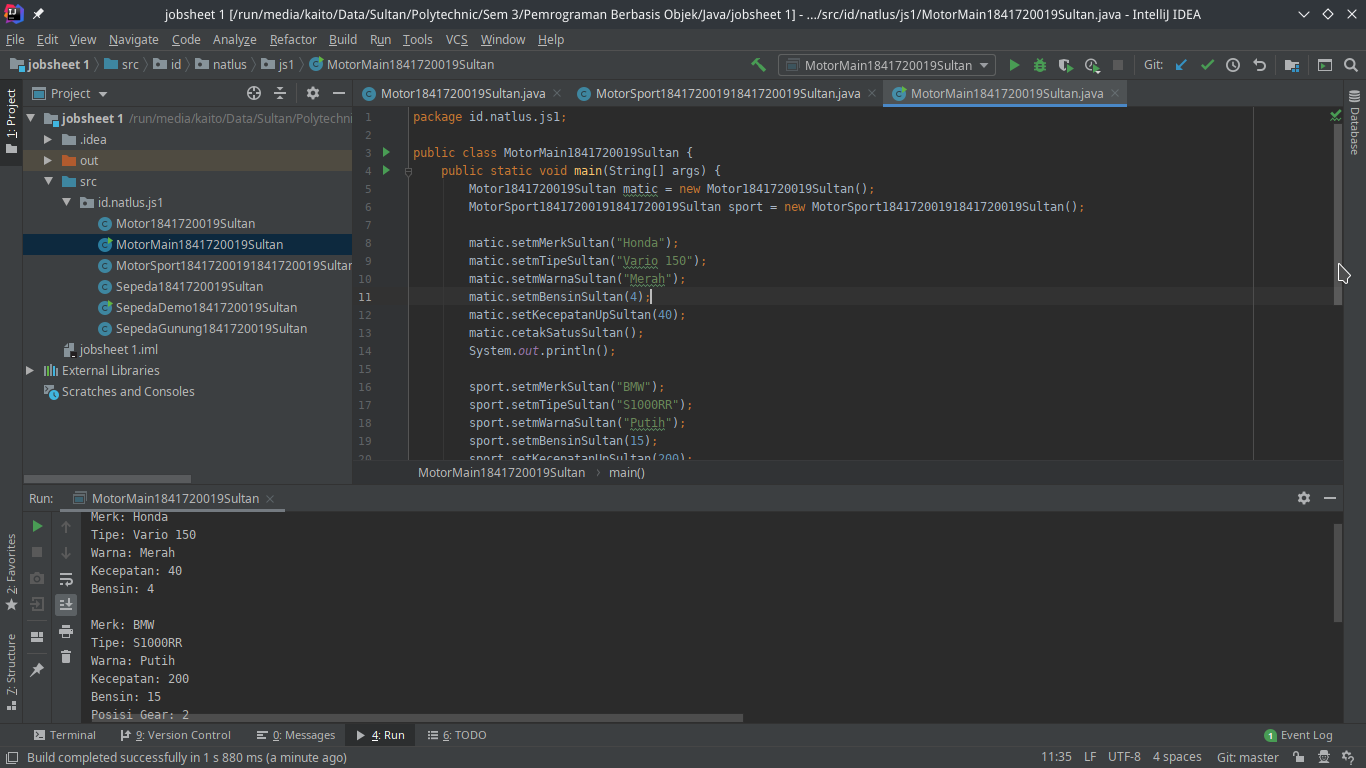 jobsheet 1 [/run/media/kaito/Data/Sultan/Polytechnic/Sem 3/Pemrograman Berbasis Objek/Java/jobsheet 1] - .../src/id/natlus/js1/MotorMain1841720019Sultan.java - IntelliJ IDEA
File Edit View Navigate Code Analyze Refactor Build Run Tools VCS Window Help
jobsheet 1 src id natlus js1 MotorMain1841720019Sultan
MotorMain1841720019Sultan Git:
1: Project
Project
Motor1841720019Sultan.java MotorSport18417200191841720019Sultan.java MotorMain1841720019Sultan.java
Database
jobsheet 1 /run/media/kaito/Data/Sultan/Polytechni
.idea
out
src
id.natlus.js1
Motor1841720019Sultan
MotorMain1841720019Sultan
MotorSport18417200191841720019Sultan
Sepeda1841720019Sultan
SepedaDemo1841720019Sultan
SepedaGunung1841720019Sultan
jobsheet 1.iml
External Libraries
Scratches and Consoles
1 package id.natlus.js1;
2
3 public class MotorMain1841720019Sultan {
4 public static void main(String[] args) {
5 Motor1841720019Sultan matic = new Motor1841720019Sultan();
6 MotorSport18417200191841720019Sultan sport = new MotorSport18417200191841720019Sultan();
7
8 matic.setmMerkSultan("Honda");
9 matic.setmTipeSultan("Vario 150");
10 matic.setmWarnaSultan("Merah");
11 matic.setmBensinSultan(4);
12 matic.setKecepatanUpSultan(40);
13 matic.cetakSatusSultan();
14 System.out.println();
15
16 sport.setmMerkSultan("BMW");
17 sport.setmTipeSultan("S1000RR");
18 sport.setmWarnaSultan("Putih");
19 sport.setmBensinSultan(15);
20 sport.setKecepatanUpSultan(200);
MotorMain1841720019Sultan main()
Run: MotorMain1841720019Sultan
Merk: Honda
Tipe: Vario 150
Warna: Merah
Kecepatan: 40
Bensin: 4

Merk: BMW
Tipe: S1000RR
Warna: Putih
Kecepatan: 200
Bensin: 15
Posisi Gear: 2
2: Favorites
7: Structure
Terminal 9: Version Control 0: Messages 4: Run 6: TODO 1 Event Log
Build completed successfully in 1 s 880 ms (a minute ago) 11:35 LF UTF-8 4 spaces Git: master